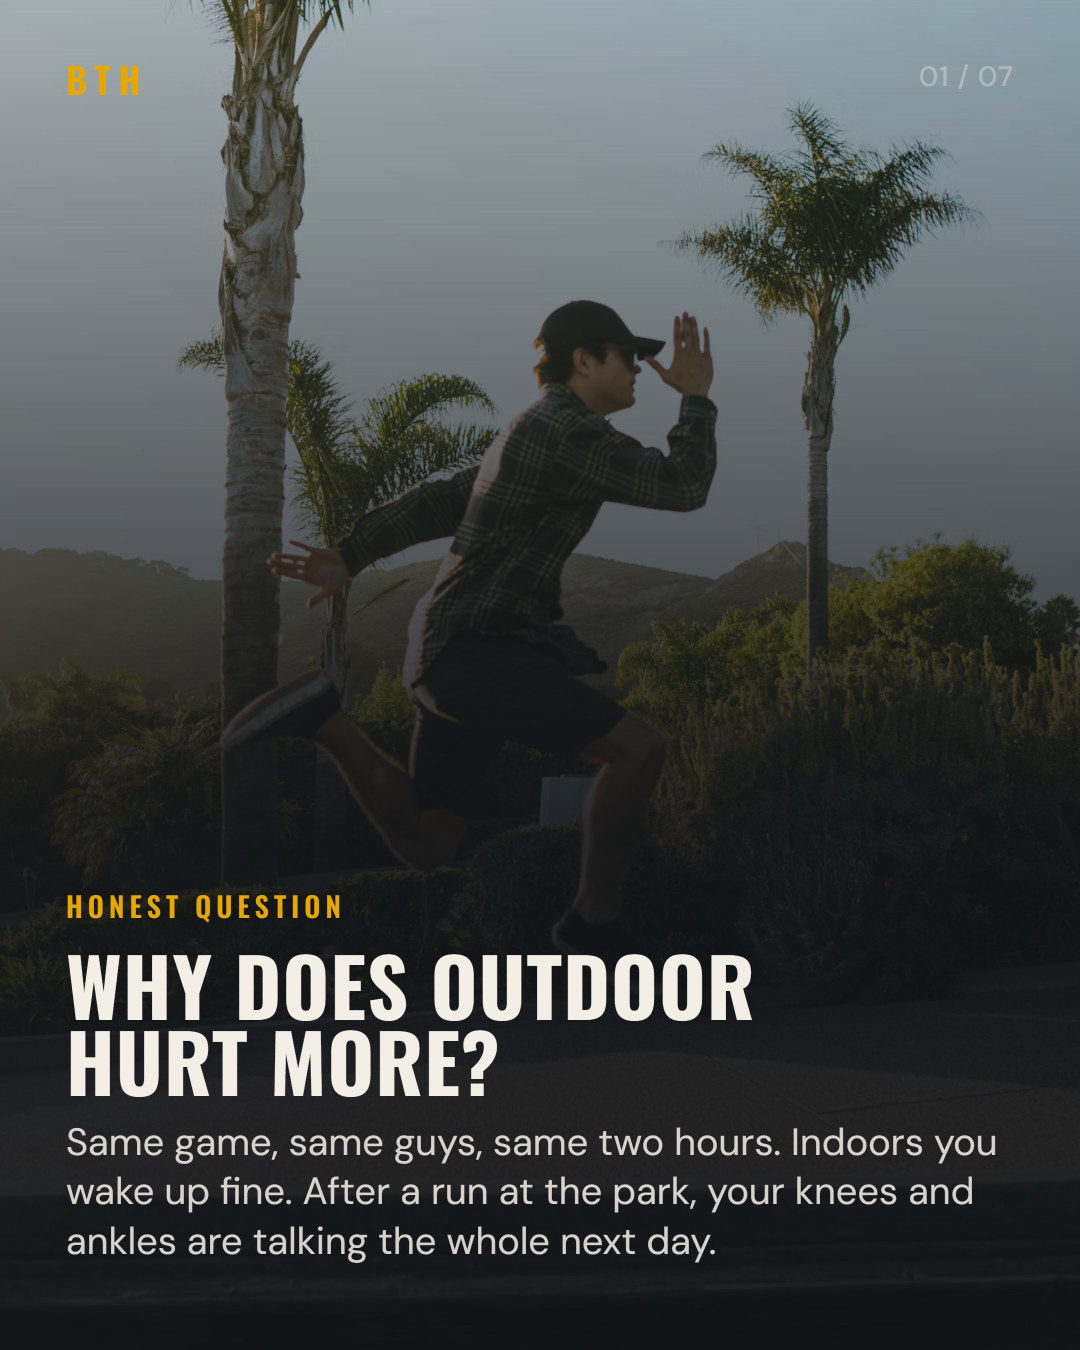 BTH
01 / 07
HONEST QUESTION
WHY DOES OUTDOOR
HURT MORE?
Same game, same guys, same two hours. Indoors you
wake up fine. After a run at the park, your knees and
ankles are talking the whole next day.